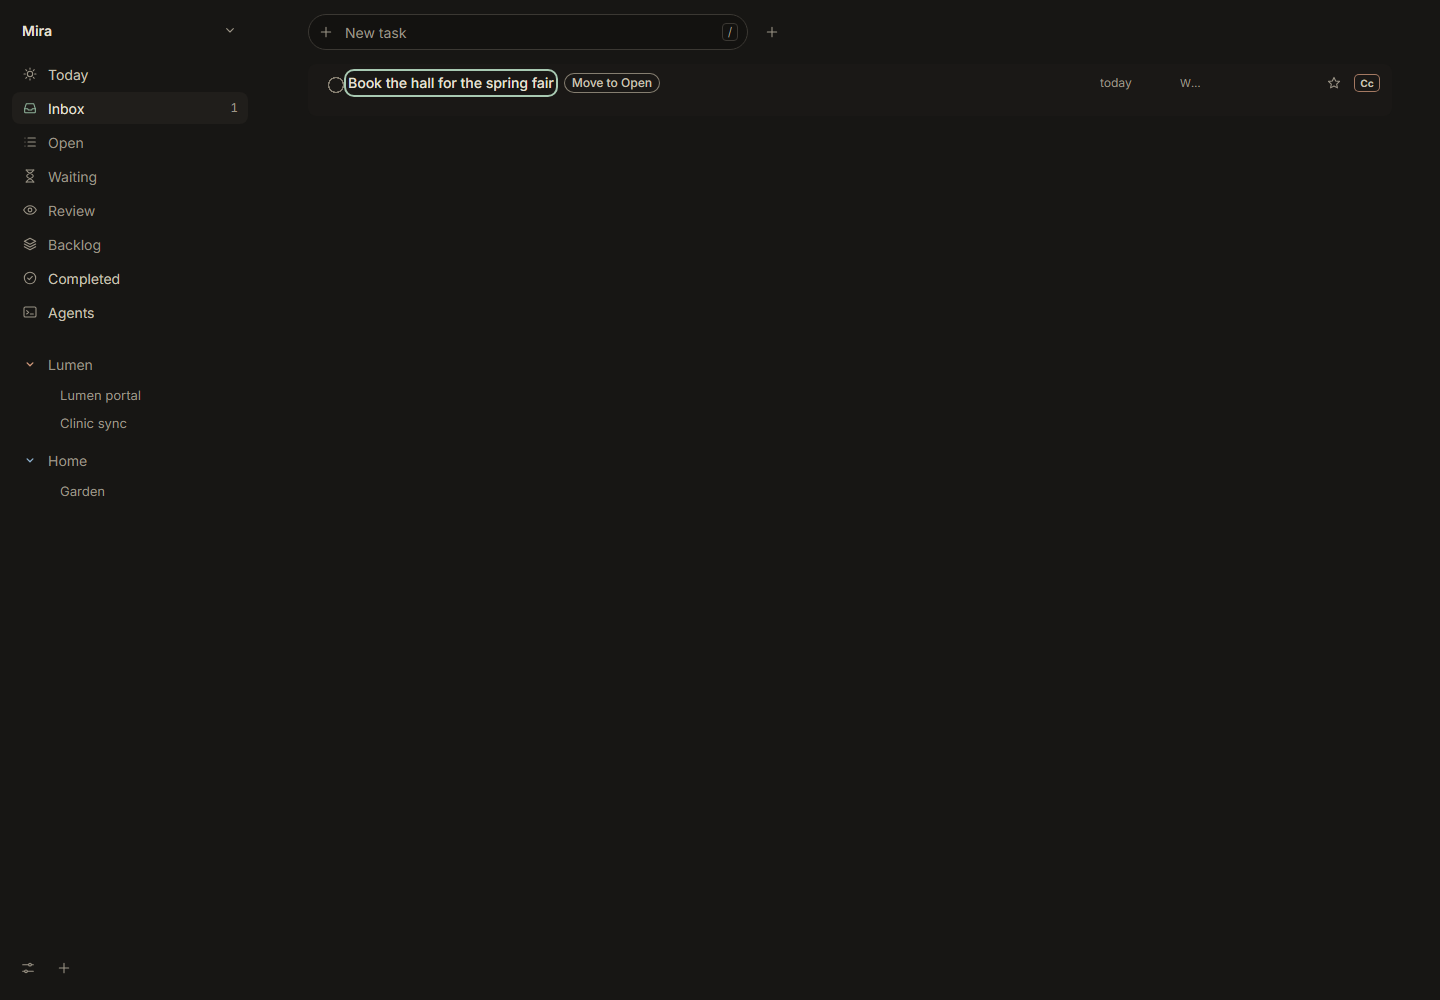 Mira
Today
Inbox 1
Open
Waiting
Review
Backlog
Completed
Agents
Lumen
Lumen portal
Clinic sync
Home
Garden
New task /
Book the hall for the spring fair Move to Open today W... Cc